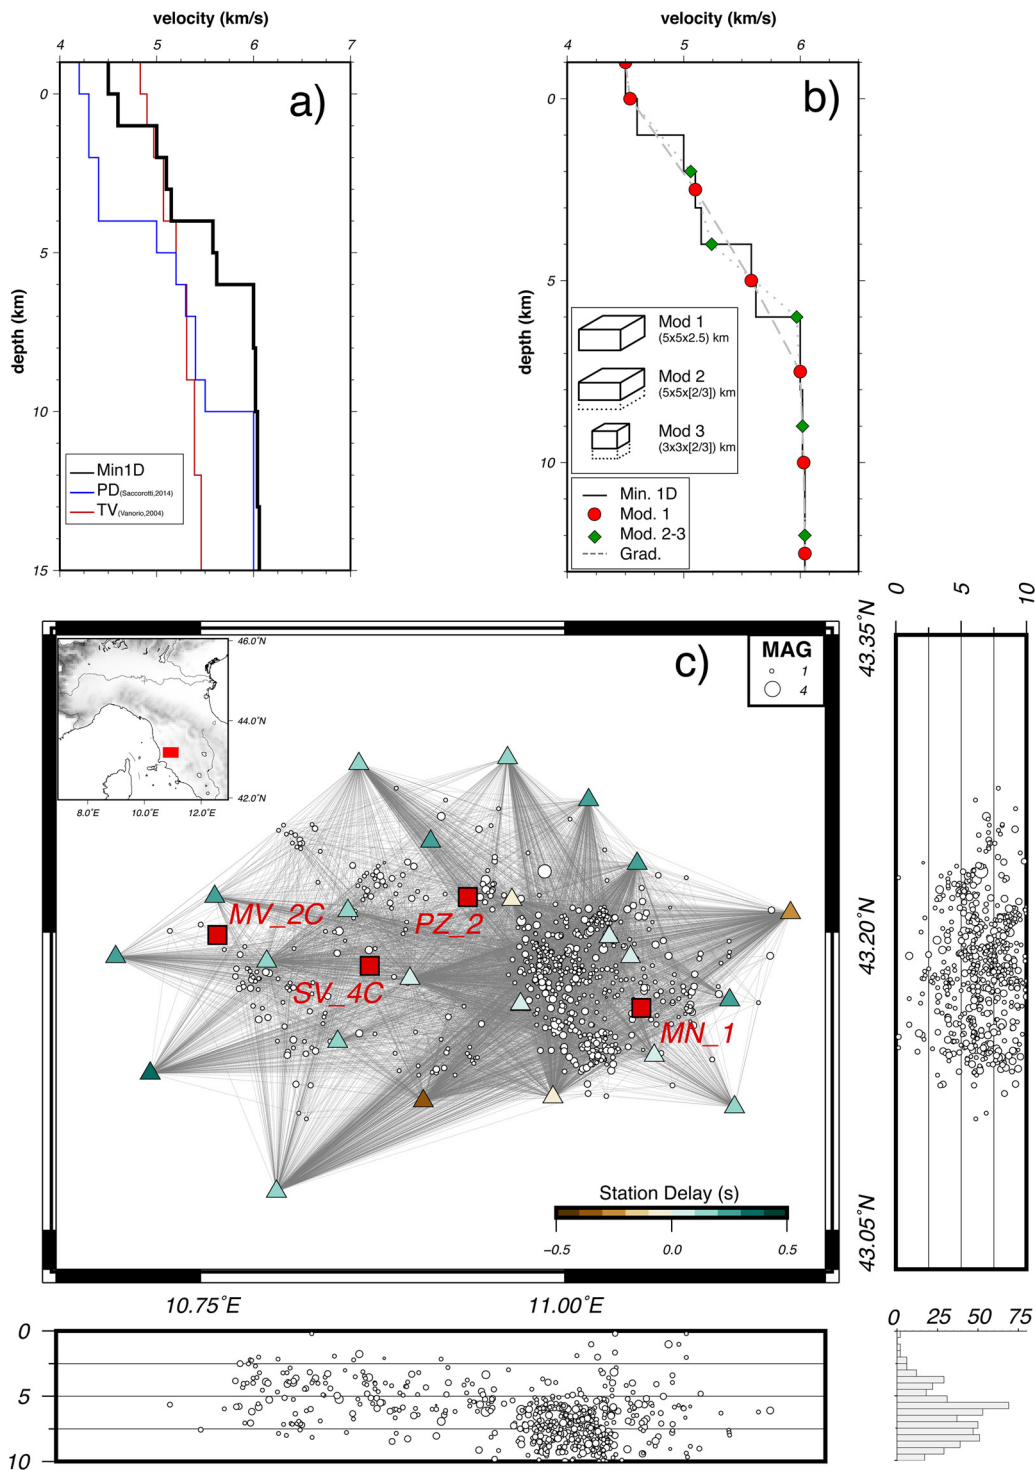 velocity (km/s)
4 5 6 7
a)
0
5
10
15
depth (km)
Min1D
PD(Saccorotti,2014)
TV(Vanorio,2004)
velocity (km/s)
4 5 6
b)
0
5
10
depth (km)
Mod 1
(5x5x2.5) km
Mod 2
(5x5x[2/3]) km
Mod 3
(3x3x[2/3]) km
Min. 1D
Mod. 1
Mod. 2-3
Grad.
c)
MAG
1
4
46.0°N
44.0°N
42.0°N
8.0°E 10.0°E 12.0°E
MV_2C
PZ_2
SV_4C
MN_1
Station Delay (s)
−0.5 0.0 0.5
10.75°E 11.00°E
0 5 10
43.35°N
43.20°N
43.05°N
0
5
10
0 25 50 75